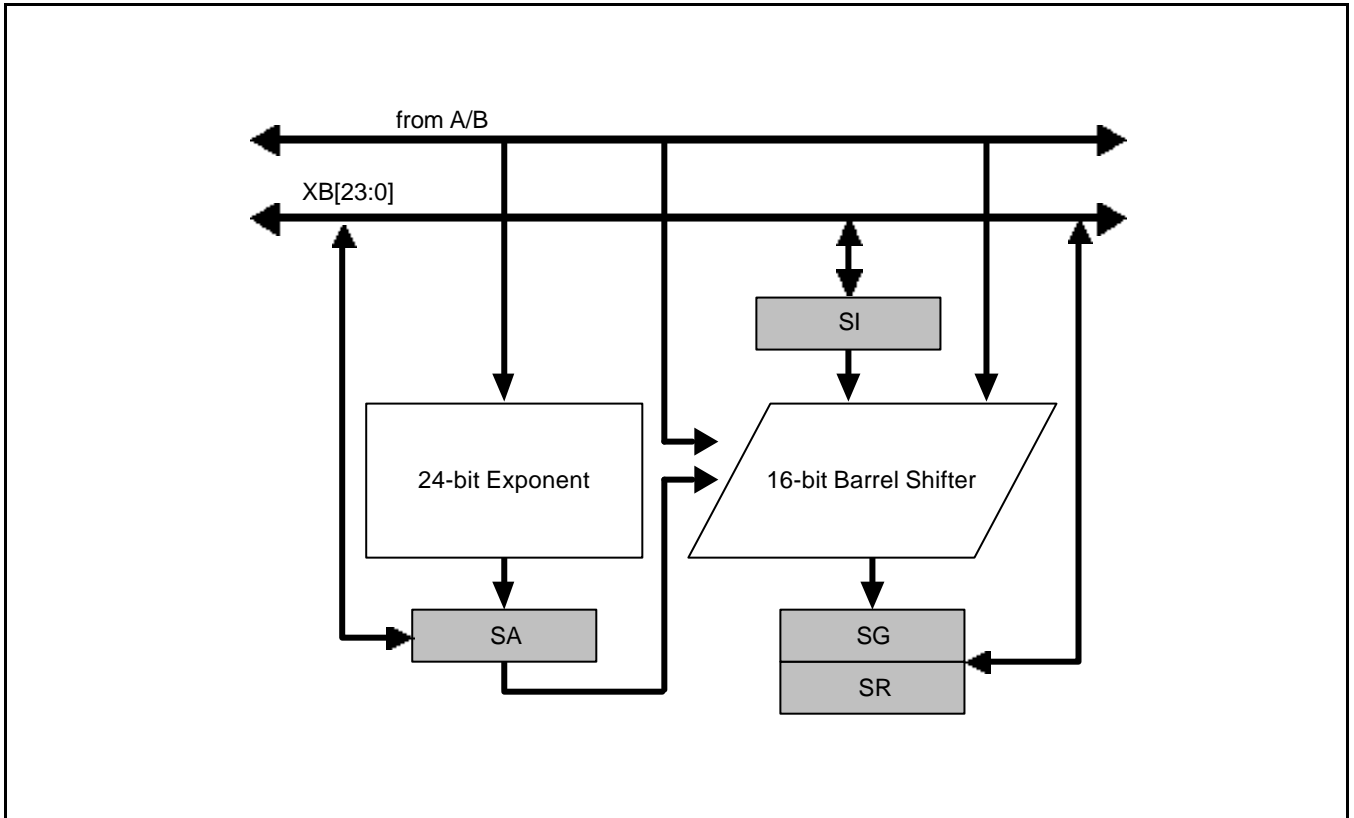 from A/B
XB[23:0]
SI
24-bit Exponent
16-bit Barrel Shifter
SA
SG
SR